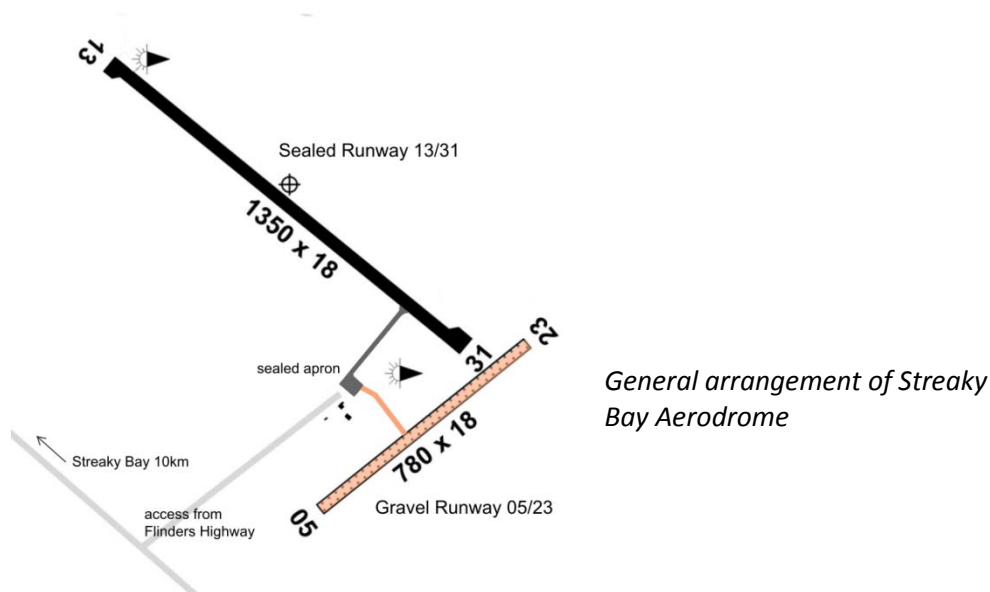 13
Sealed Runway 13/31
1350 x 18
sealed apron
31
23
General arrangement of Streaky
Bay Aerodrome
780 x 18
Streaky Bay 10km
05
Gravel Runway 05/23
access from
Flinders Highway